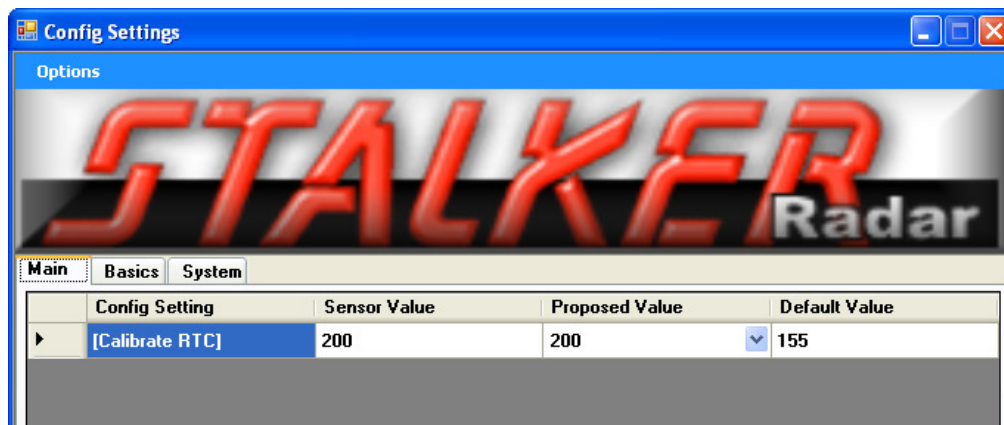 Config Settings
Options
STALKER
Radar
Main Basics System
Config Setting Sensor Value Proposed Value Default Value
[Calibrate RTC] 200 200 155